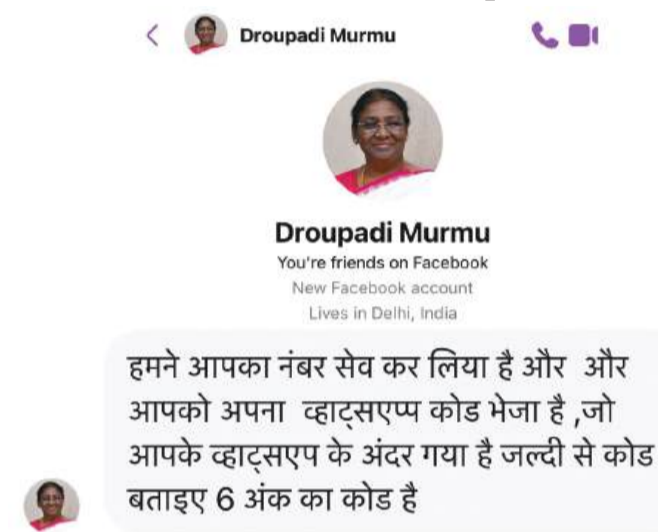 Droupadi Murmu
Droupadi Murmu
You're friends on Facebook
New Facebook account
Lives in Delhi, India
हमने आपका नंबर सेव कर लिया है और और
आपको अपना व्हाट्सएप्प कोड भेजा है ,जो
आपके व्हाट्सएप के अंदर गया है जल्दी से कोड
बताइए 6 अंक का कोड है